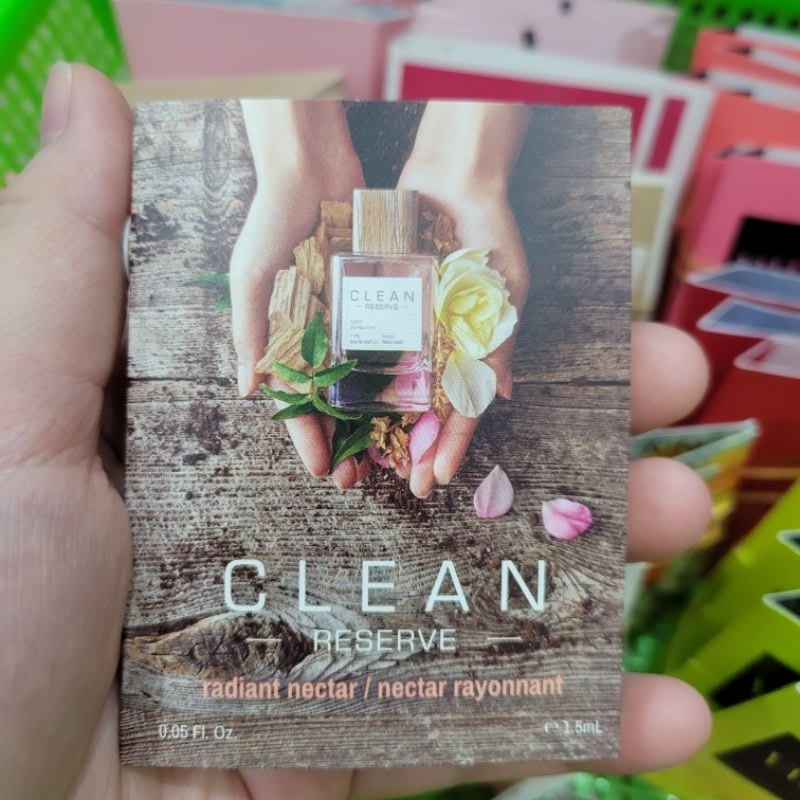 CLEAN
RESERVE
CLEAN
RESERVE
radiant nectar / nectar rayonnant
0.05 Fl. Oz.
℮ 1.5mL